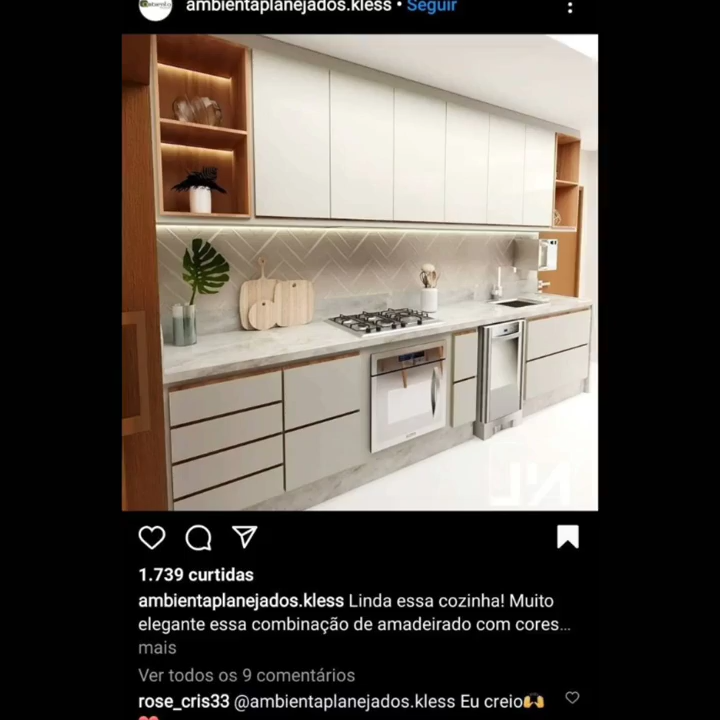 ambientaplanejados.kless • Seguir
1.739 curtidas
ambientaplanejados.kless Linda essa cozinha! Muito
elegante essa combinação de amadeirado com cores...
mais
Ver todos os 9 comentários
rose_cris33 @ambientaplanejados.kless Eu creio🙌